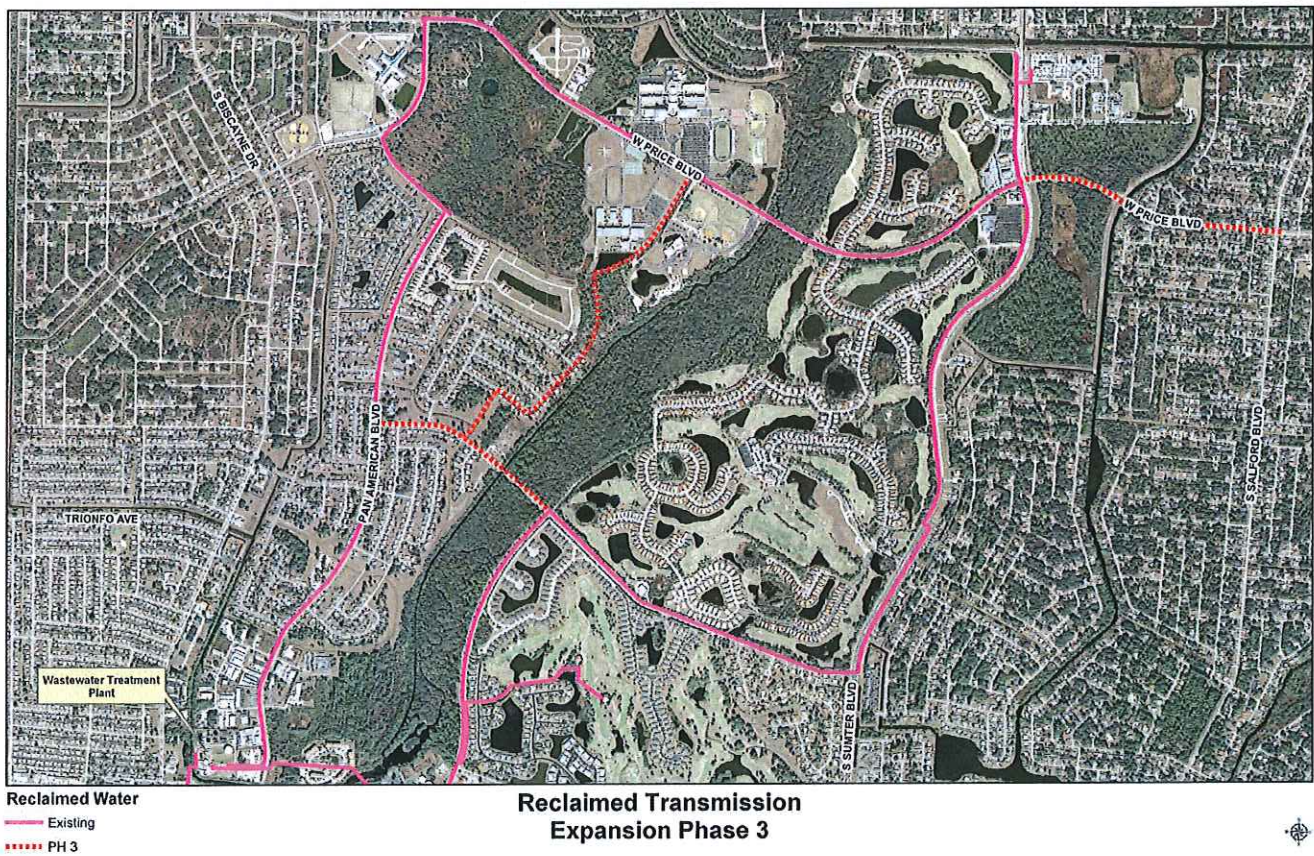 S BISCAYNE DR
W PRICE BLVD
W PRICE BLVD
PAN AMERICAN BLVD
S SALFORD BLVD
TRIONFO AVE
Wastewater Treatment
Plant
S SUMTER BLVD
Reclaimed Water
Existing
PH 3
Reclaimed Transmission
Expansion Phase 3